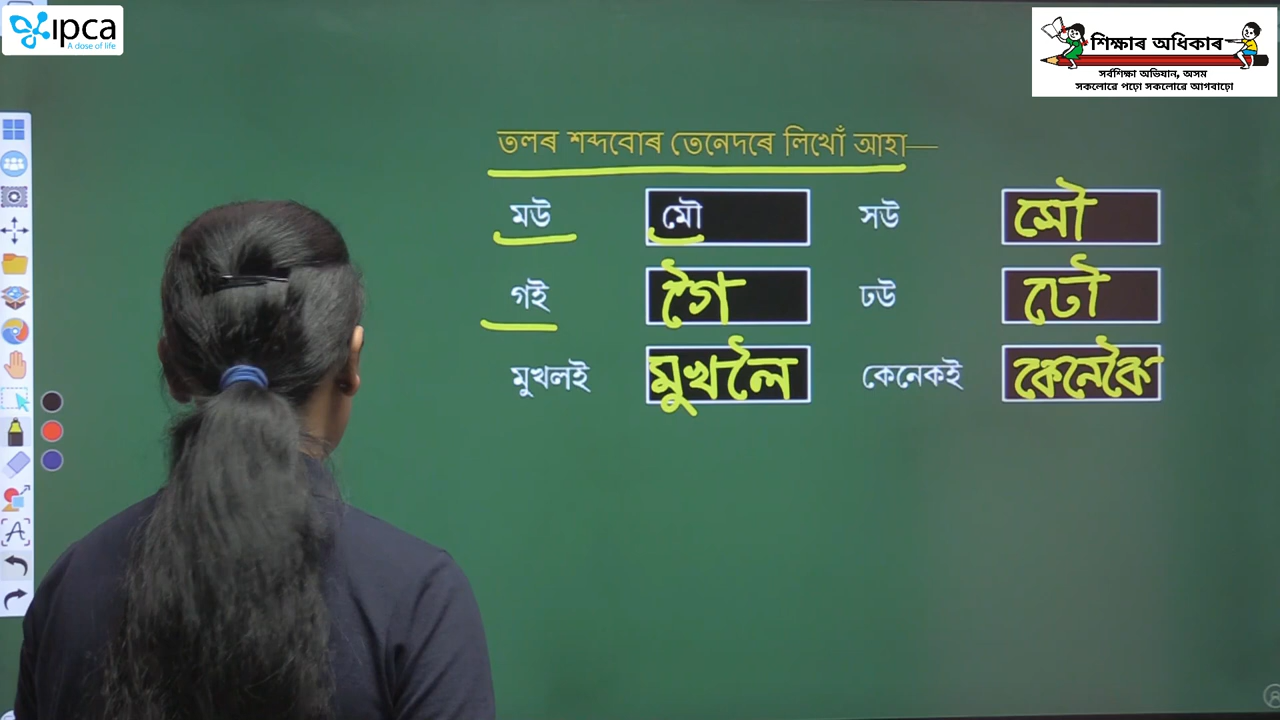 ipca
A dose of life
শিক্ষাৰ অধিকাৰ
সৰ্বশিক্ষা অভিযান, অসম
সকলোৱে পঢ়ো সকলোৱে আগবাঢ়ো
তলৰ শব্দবোৰ তেনেদৰে লিখোঁ আহা—
মউ মৌ সউ সৌ
গই গৈ ঢউ ঢৌ
মুখলই মুখলৈ কেনেকই কেনেকৈ